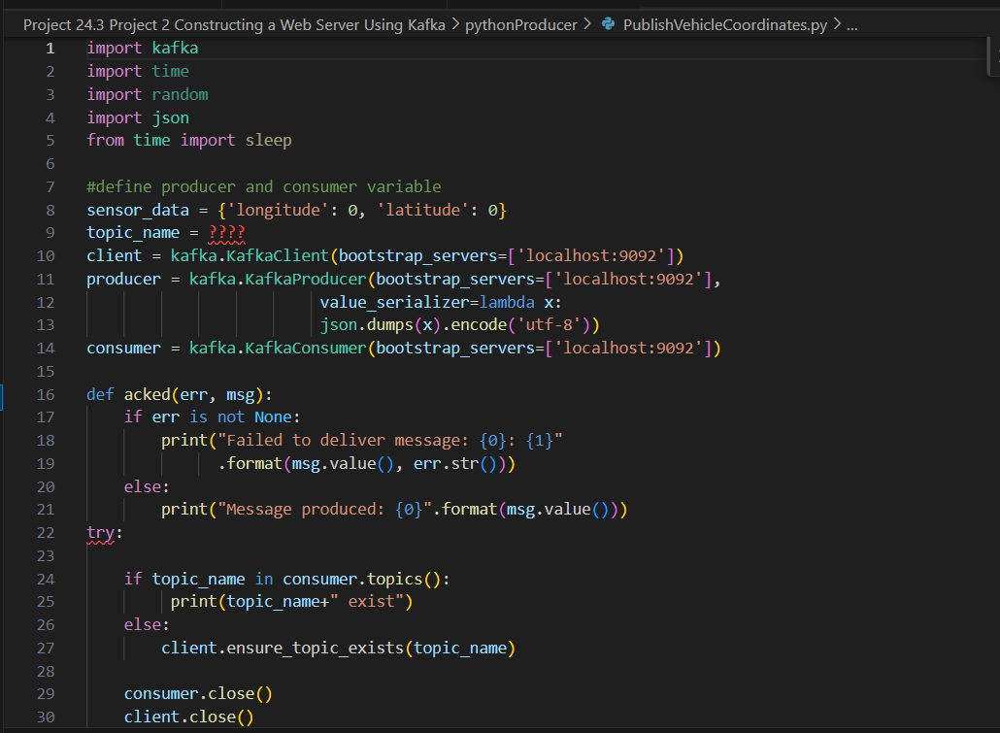 Project 24.3 Project 2 Constructing a Web Server Using Kafka > pythonProducer > PublishVehicleCoordinates.py > ...
1 import kafka
2 import time
3 import random
4 import json
5 from time import sleep
6
7 #define producer and consumer variable
8 sensor_data = {'longitude': 0, 'latitude': 0}
9 topic_name = ????
10 client = kafka.KafkaClient(bootstrap_servers=['localhost:9092'])
11 producer = kafka.KafkaProducer(bootstrap_servers=['localhost:9092'],
12                          value_serializer=lambda x:
13                          json.dumps(x).encode('utf-8'))
14 consumer = kafka.KafkaConsumer(bootstrap_servers=['localhost:9092'])
15
16 def acked(err, msg):
17     if err is not None:
18         print("Failed to deliver message: {0}: {1}"
19               .format(msg.value(), err.str()))
20     else:
21         print("Message produced: {0}".format(msg.value()))
22 try:
23
24     if topic_name in consumer.topics():
25          print(topic_name+" exist")
26     else:
27         client.ensure_topic_exists(topic_name)
28
29     consumer.close()
30     client.close()